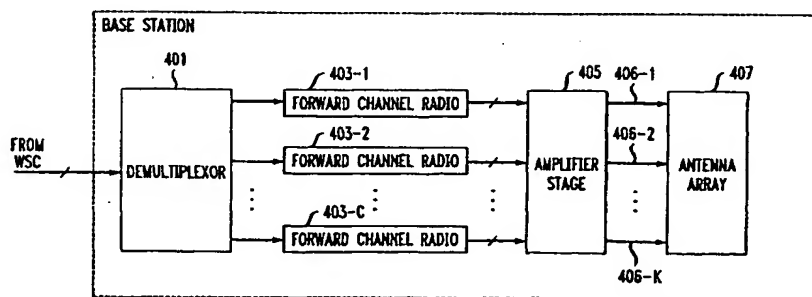 BASE STATION
401
403-1
405
406-1
407
FORWARD CHANNEL RADIO
403-2
406-2
FROM
WSC
DEMULTIPLEXOR
FORWARD CHANNEL RADIO
AMPLIFIER
STAGE
ANTENNA
ARRAY
403-C
FORWARD CHANNEL RADIO
406-K